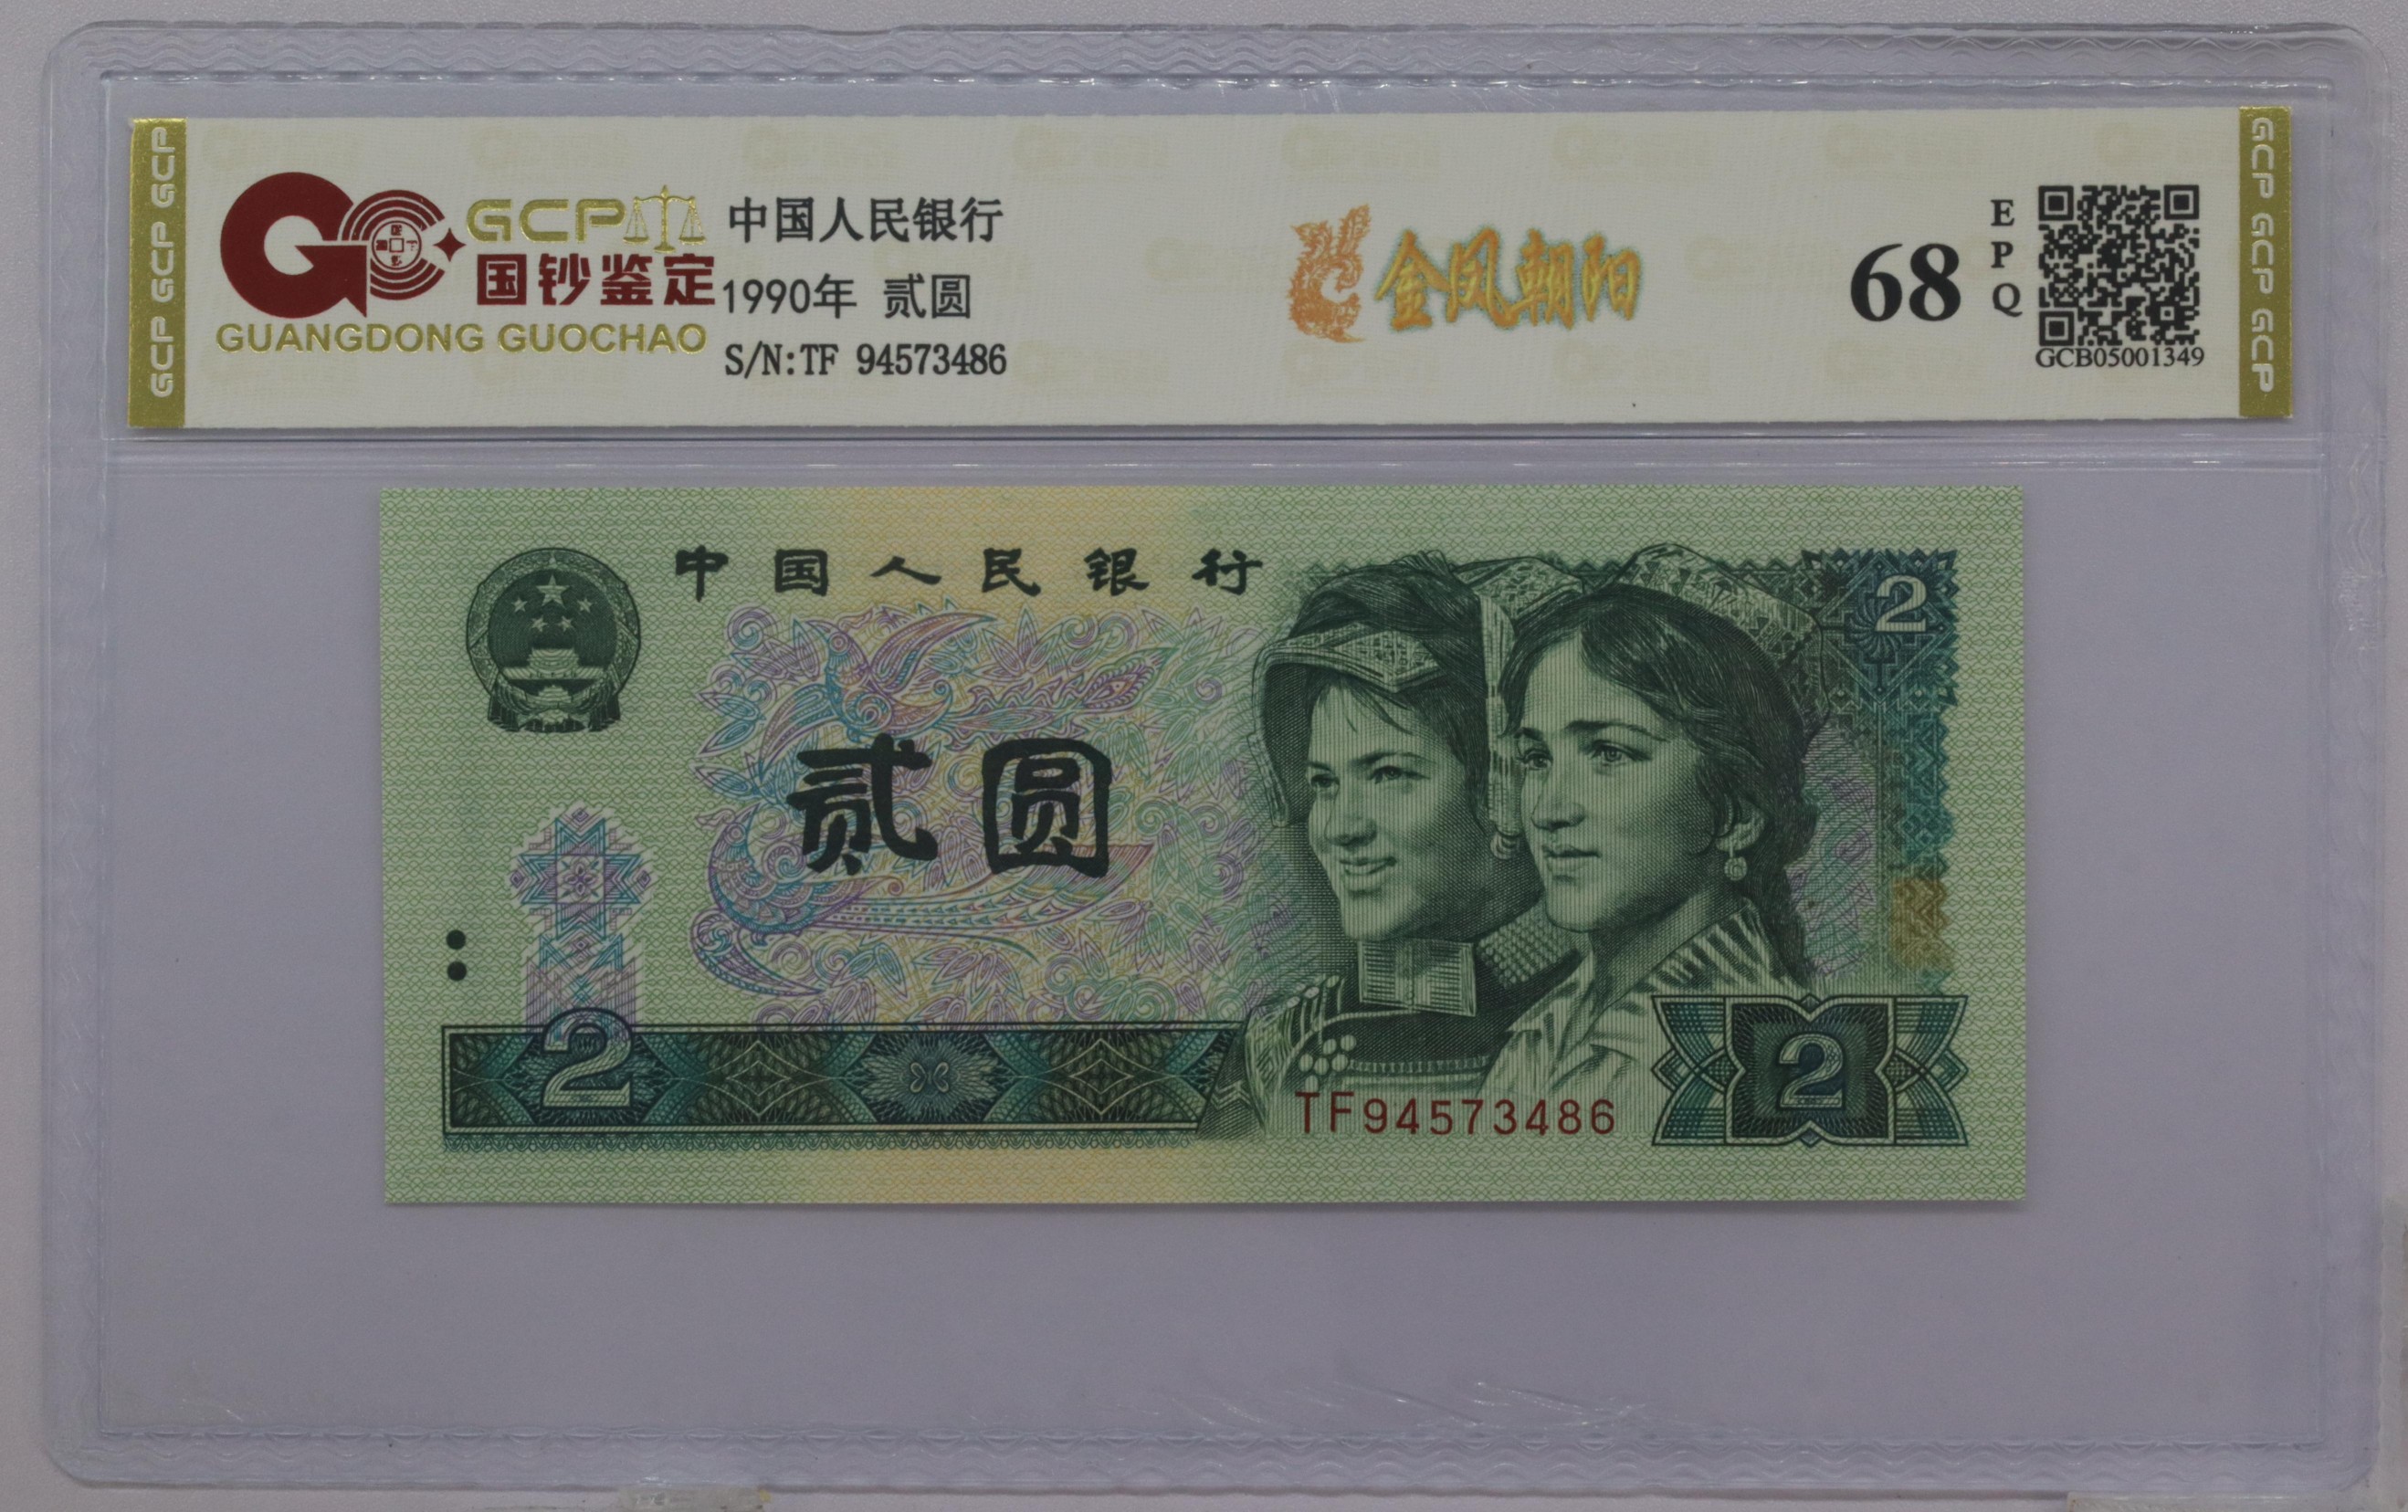 GCP GCP GCP
GCP
国钞鉴定
GUANGDONG GUOCHAO
中国人民银行
1990年 贰圆
S/N:TF 94573486
金凤朝阳
68
EPQ
GCB05001349
GCP GCP GCP
中国人民银行
2
贰圆
2
TF94573486
2